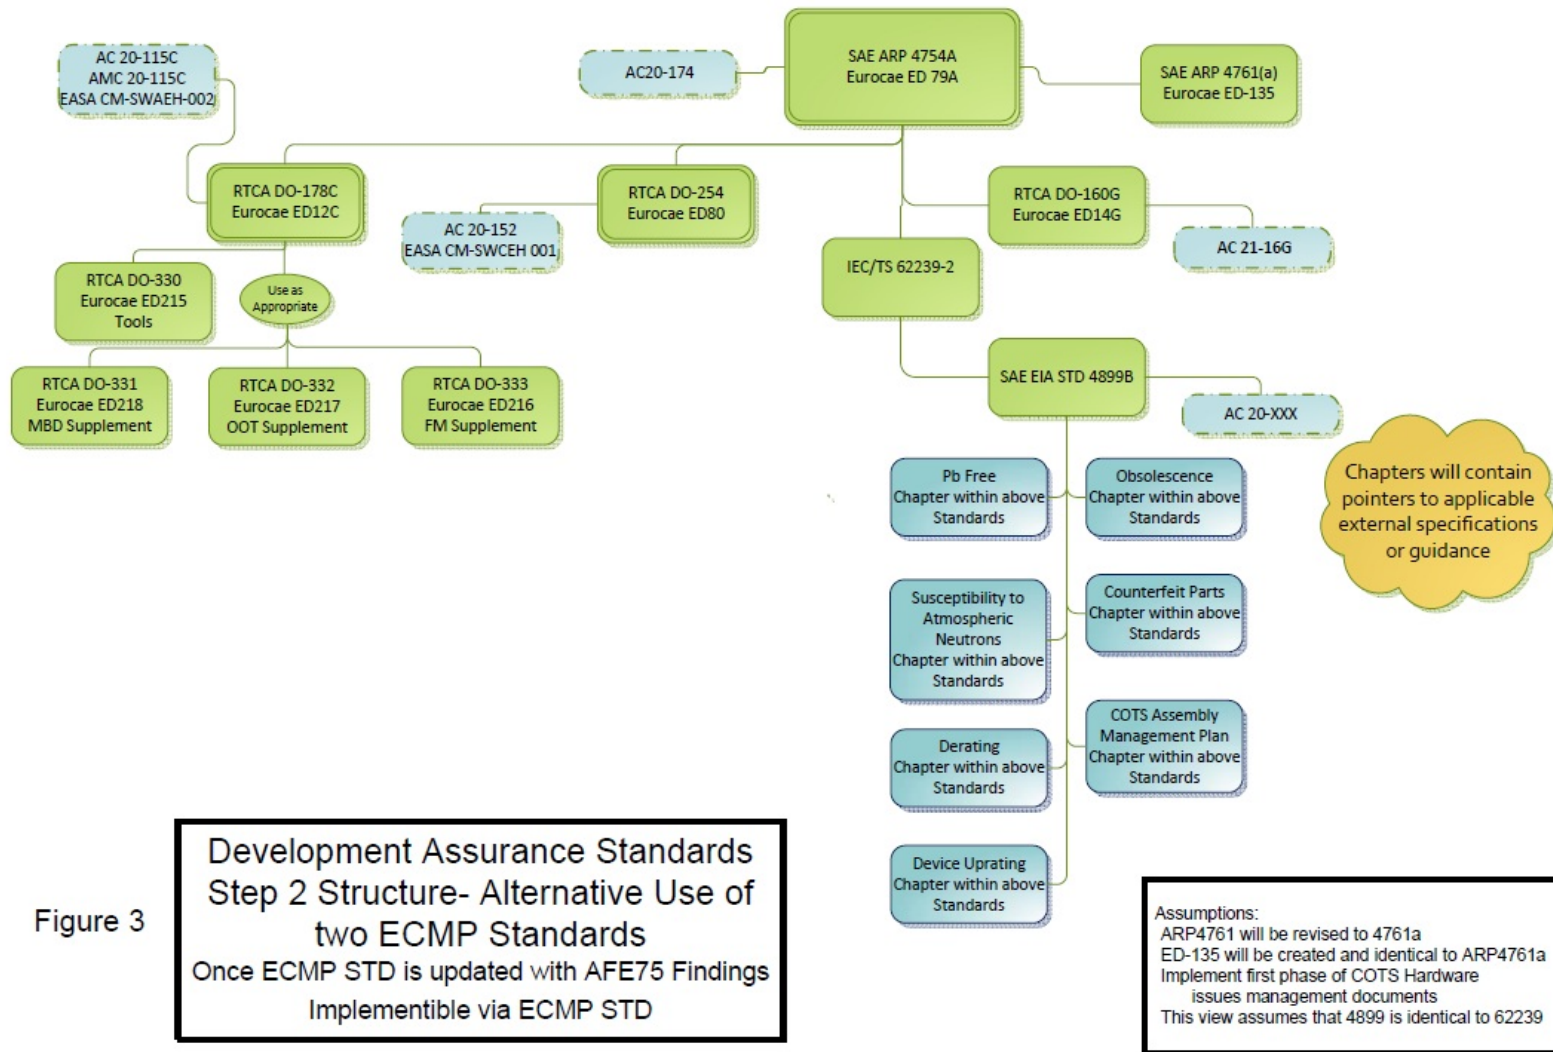 AC 20-115C
AMC 20-115C
EASA CM-SWAEH-002
AC20-174
SAE ARP 4754A
Eurocae ED 79A
SAE ARP 4761(a)
Eurocae ED-135
RTCA DO-178C
Eurocae ED12C
AC 20-152
EASA CM-SWCEH 001
RTCA DO-254
Eurocae ED80
RTCA DO-160G
Eurocae ED14G
AC 21-16G
RTCA DO-330
Eurocae ED215
Tools
Use as
Appropriate
IEC/TS 62239-2
RTCA DO-331
Eurocae ED218
MBD Supplement
RTCA DO-332
Eurocae ED217
OOT Supplement
RTCA DO-333
Eurocae ED216
FM Supplement
SAE EIA STD 4899B
AC 20-XXX
Pb Free
Chapter within above
Standards
Obsolescence
Chapter within above
Standards
Chapters will contain
pointers to applicable
external specifications
or guidance
Susceptibility to
Atmospheric
Neutrons
Chapter within above
Standards
Counterfeit Parts
Chapter within above
Standards
Derating
Chapter within above
Standards
COTS Assembly
Management Plan
Chapter within above
Standards
Device Uprating
Chapter within above
Standards
Figure 3
Development Assurance Standards
Step 2 Structure- Alternative Use of
two ECMP Standards
Once ECMP STD is updated with AFE75 Findings
Implementible via ECMP STD
Assumptions:
ARP4761 will be revised to 4761a
ED-135 will be created and identical to ARP4761a
Implement first phase of COTS Hardware
issues management documents
This view assumes that 4899 is identical to 62239